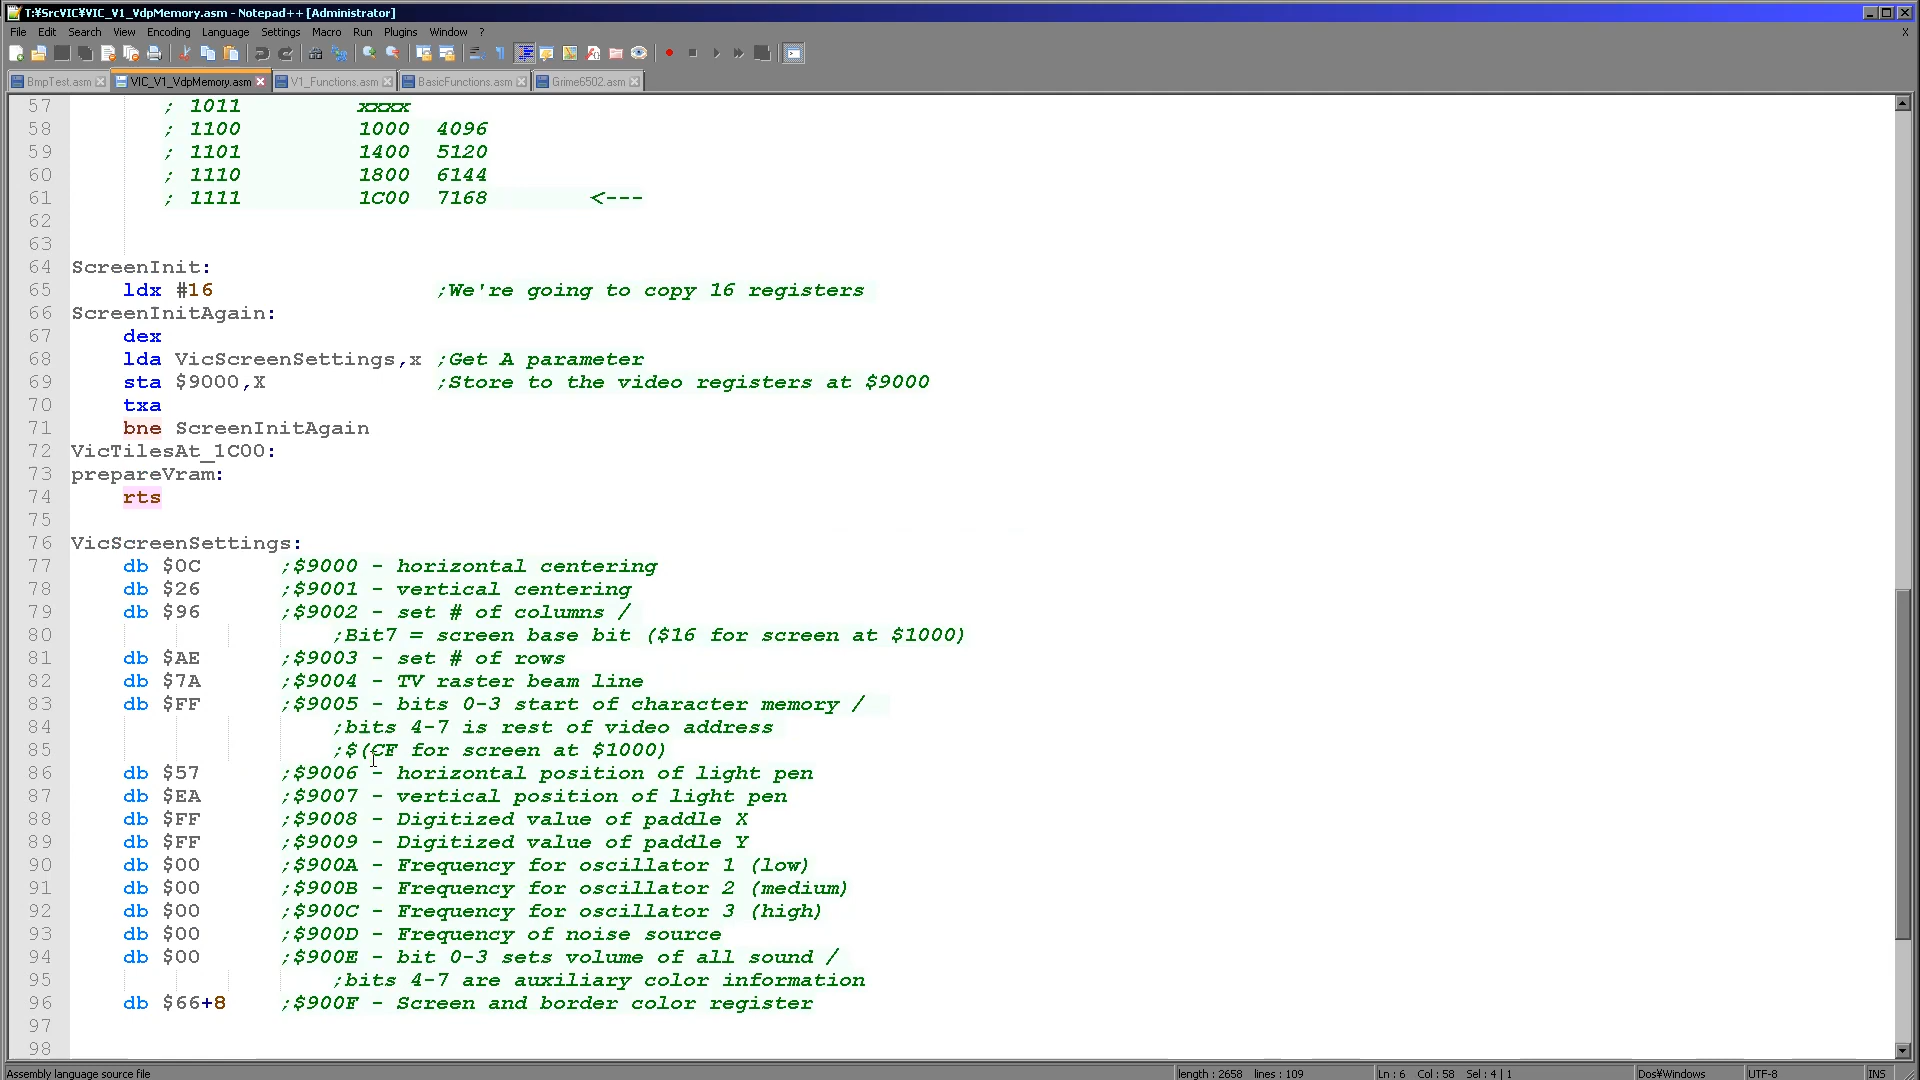 T:¥SrcVIC¥VIC_V1_VdpMemory.asm - Notepad++ [Administrator]
File Edit Search View Encoding Language Settings Macro Run Plugins Window ? X
BmpTest.asm VIC_V1_VdpMemory.asm V1_Functions.asm BasicFunctions.asm Grime6502.asm
57 ; 1011 xxxx
58 ; 1100 1000 4096
59 ; 1101 1400 5120
60 ; 1110 1800 6144
61 ; 1111 1C00 7168 <---
62
63
64 ScreenInit:
65 ldx #16 ;We're going to copy 16 registers
66 ScreenInitAgain:
67 dex
68 lda VicScreenSettings,x ;Get A parameter
69 sta $9000,X ;Store to the video registers at $9000
70 txa
71 bne ScreenInitAgain
72 VicTilesAt_1C00:
73 prepareVram:
74 rts
75
76 VicScreenSettings:
77 db $0C ;$9000 - horizontal centering
78 db $26 ;$9001 - vertical centering
79 db $96 ;$9002 - set # of columns /
80 ;Bit7 = screen base bit ($16 for screen at $1000)
81 db $AE ;$9003 - set # of rows
82 db $7A ;$9004 - TV raster beam line
83 db $FF ;$9005 - bits 0-3 start of character memory /
84 ;bits 4-7 is rest of video address
85 ;$(CF for screen at $1000)
86 db $57 ;$9006 - horizontal position of light pen
87 db $EA ;$9007 - vertical position of light pen
88 db $FF ;$9008 - Digitized value of paddle X
89 db $FF ;$9009 - Digitized value of paddle Y
90 db $00 ;$900A - Frequency for oscillator 1 (low)
91 db $00 ;$900B - Frequency for oscillator 2 (medium)
92 db $00 ;$900C - Frequency for oscillator 3 (high)
93 db $00 ;$900D - Frequency of noise source
94 db $00 ;$900E - bit 0-3 sets volume of all sound /
95 ;bits 4-7 are auxiliary color information
96 db $66+8 ;$900F - Screen and border color register
97
98
Assembly language source file length : 2658 lines : 109 Ln : 6 Col : 58 Sel : 4 | 1 Dos¥Windows UTF-8 INS